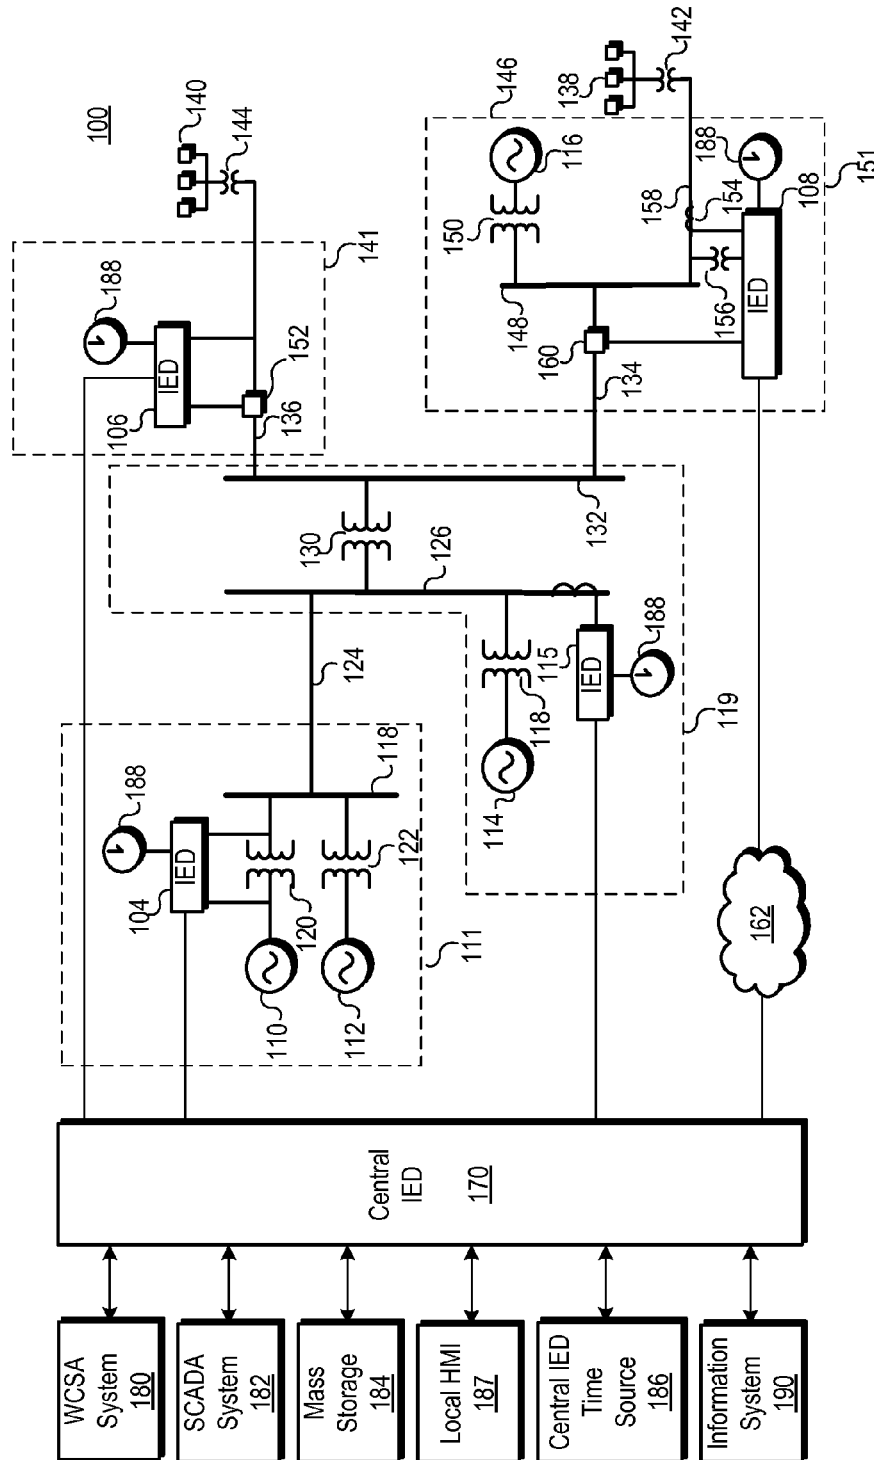 100
140
144
188
141
IED
106
152
136
138
142
146
116
150
188
158
154
108
151
148
156
IED
160
134
130
132
126
124
115
IED
188
118
114
119
188
IED
104
118
120
122
110
112
111
162
Central
IED
170
WCSA
System
180
SCADA
System
182
Mass
Storage
184
Local HMI
187
Central IED
Time
Source
186
Information
System
190